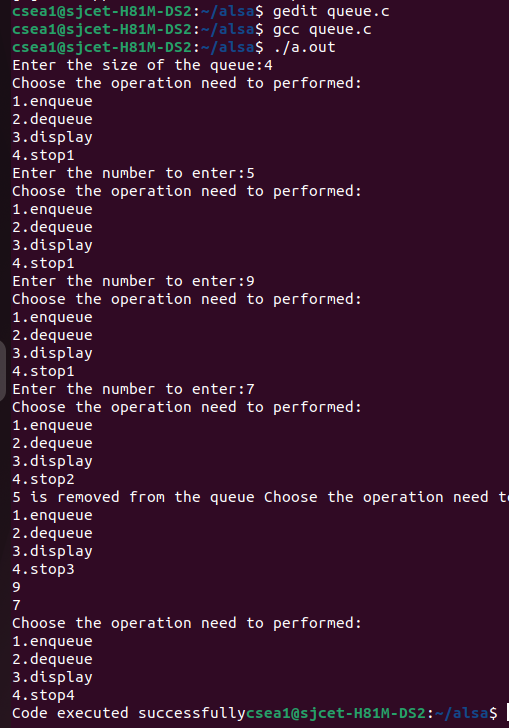 csea1@sjcet-H81M-DS2:~/alsa$ gedit queue.c
csea1@sjcet-H81M-DS2:~/alsa$ gcc queue.c
csea1@sjcet-H81M-DS2:~/alsa$ ./a.out
Enter the size of the queue:4
Choose the operation need to performed:
1.enqueue
2.dequeue
3.display
4.stop1
Enter the number to enter:5
Choose the operation need to performed:
1.enqueue
2.dequeue
3.display
4.stop1
Enter the number to enter:9
Choose the operation need to performed:
1.enqueue
2.dequeue
3.display
4.stop1
Enter the number to enter:7
Choose the operation need to performed:
1.enqueue
2.dequeue
3.display
4.stop2
5 is removed from the queue Choose the operation need to
1.enqueue
2.dequeue
3.display
4.stop3
9
7
Choose the operation need to performed:
1.enqueue
2.dequeue
3.display
4.stop4
Code executed successfullycsea1@sjcet-H81M-DS2:~/alsa$